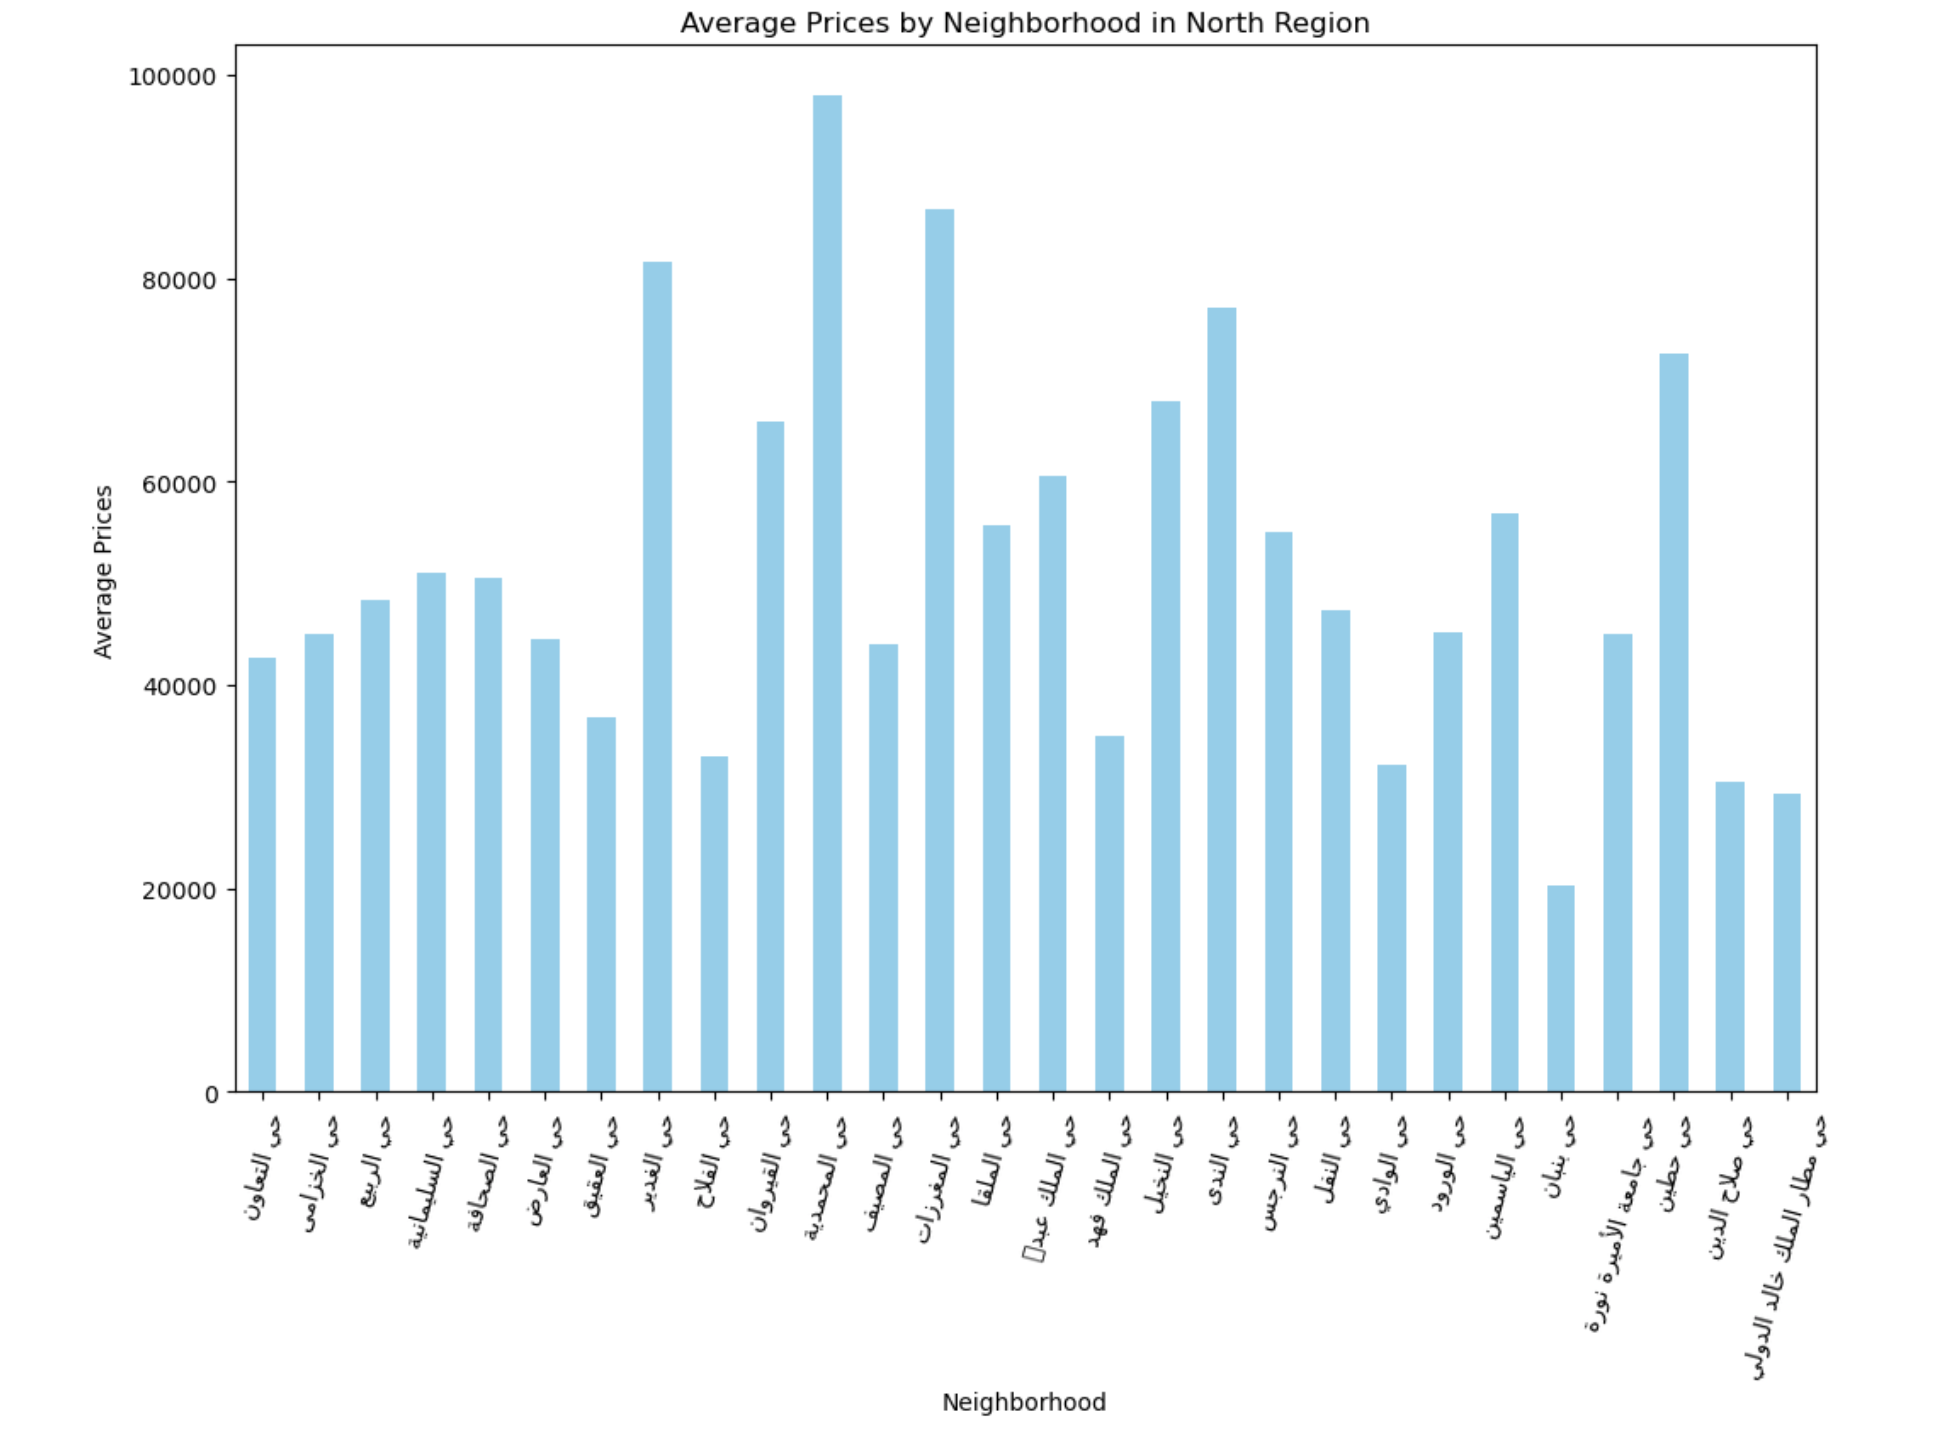 Average Prices by Neighborhood in North Region
100000
80000
60000
40000
20000
0
Average Prices
حي التعاون
حي الخزامى
حي الربيع
حي السليمانية
حي الصحافة
حي العارض
حي العقيق
حي الغدير
حي الفلاح
حي القيروان
حي المحمدية
حي المصيف
حي المغرزات
حي الملقا
حي الملك عبد
حي الملك فهد
حي النخيل
حي الندى
حي النرجس
حي النفل
حي الوادي
حي الورود
حي الياسمين
حي بنبان
حي جامعة الأميرة نورة
حي حطين
حي صلاح الدين
حي مطار الملك خالد الدولي
Neighborhood